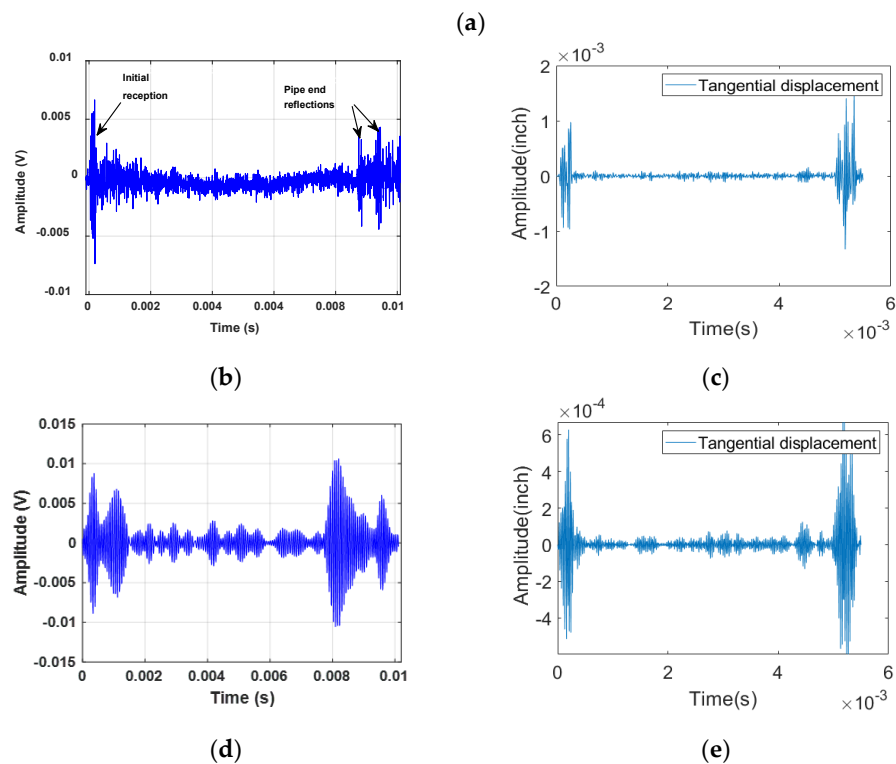 (a)
0.01
0.005
0
-0.005
-0.01
Amplitude (V)
Initial
reception
Pipe end
reflections
0
0.002
0.004
0.006
0.008
0.01
Time (s)
(b)
×10-3
2
1
0
-1
-2
Amplitude(inch)
Tangential displacement
0
2
4
6
Time(s)
×10-3
(c)
0.015
0.01
0.005
0
-0.005
-0.01
-0.015
Amplitude (V)
0
0.002
0.004
0.006
0.008
0.01
Time (s)
(d)
×10-4
6
4
2
0
-2
-4
Amplitude(inch)
Tangential displacement
0
2
4
6
Time(s)
×10-3
(e)